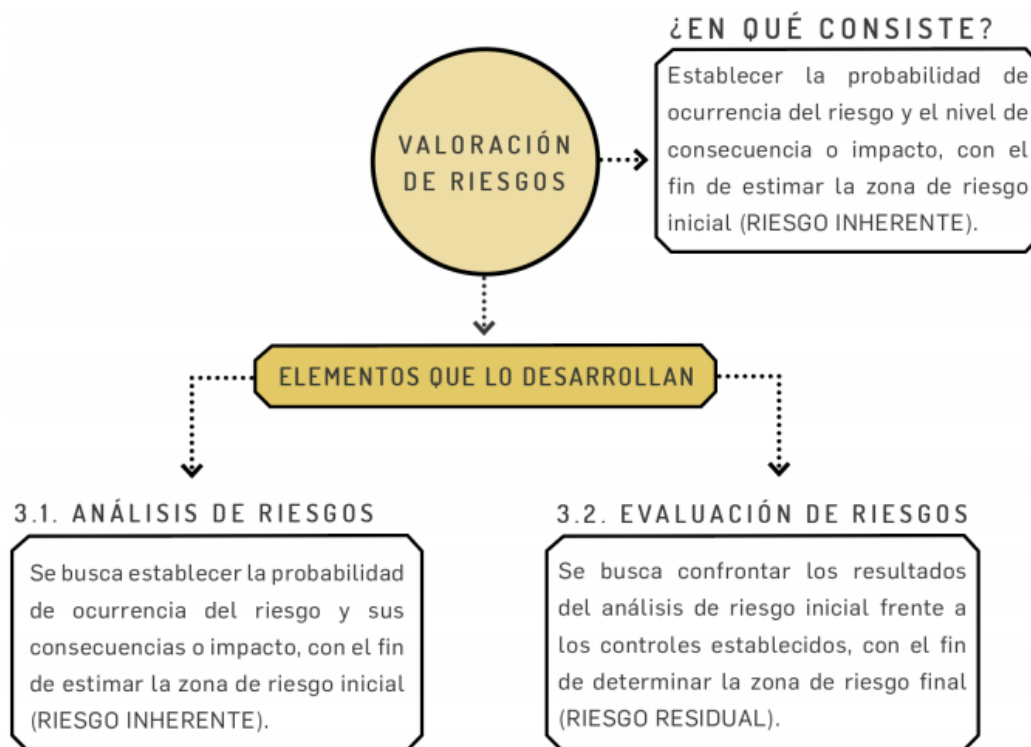 ¿EN QUÉ CONSISTE?
Establecer la probabilidad de
ocurrencia del riesgo y el nivel de
consecuencia o impacto, con el
fin de estimar la zona de riesgo
inicial (RIESGO INHERENTE).
VALORACIÓN
DE RIESGOS
ELEMENTOS QUE LO DESARROLLAN
3.1. ANÁLISIS DE RIESGOS
Se busca establecer la probabilidad
de ocurrencia del riesgo y sus
consecuencias o impacto, con el fin
de estimar la zona de riesgo inicial
(RIESGO INHERENTE).
3.2. EVALUACIÓN DE RIESGOS
Se busca confrontar los resultados
del análisis de riesgo inicial frente a
los controles establecidos, con el fin
de determinar la zona de riesgo final
(RIESGO RESIDUAL).